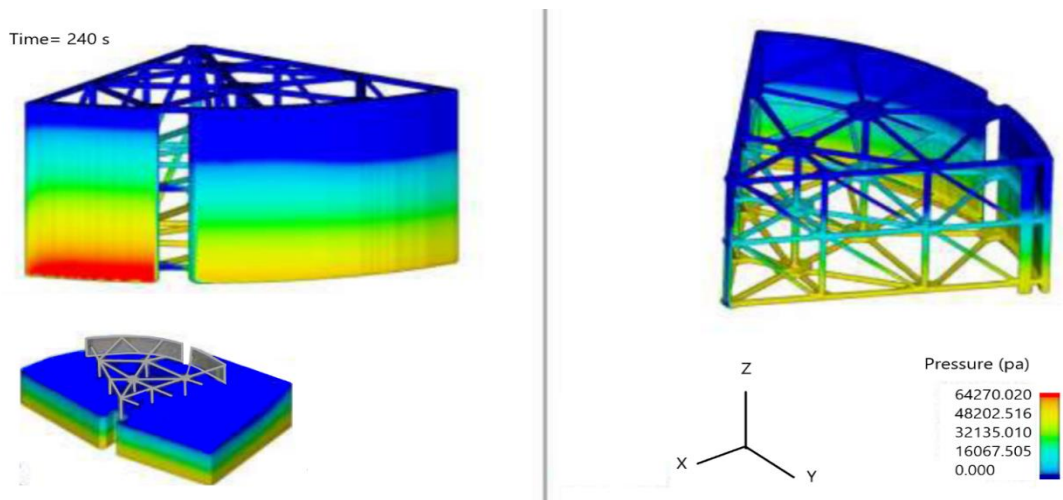 Time= 240 s
Z
X
Y
Pressure (pa)
64270.020
48202.516
32135.010
16067.505
0.000